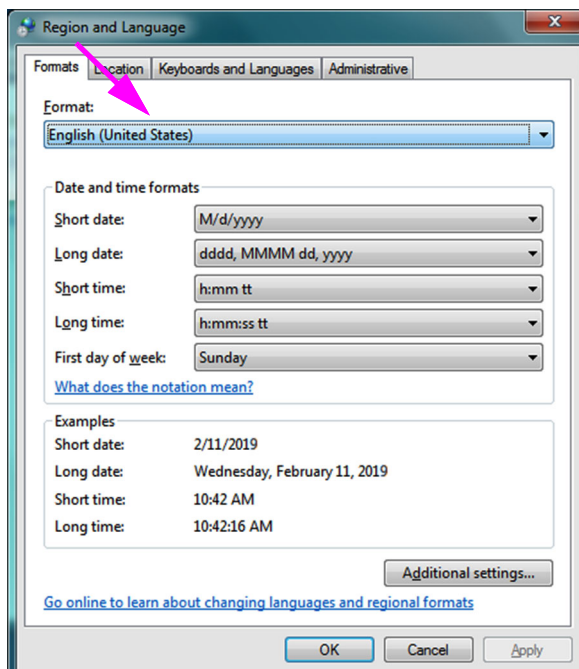 Region and Language
Formats Location Keyboards and Languages Administrative
Format:
English (United States)
Date and time formats
Short date: M/d/yyyy
Long date: dddd, MMMM dd, yyyy
Short time: h:mm tt
Long time: h:mm:ss tt
First day of week: Sunday
What does the notation mean?
Examples
Short date: 2/11/2019
Long date: Wednesday, February 11, 2019
Short time: 10:42 AM
Long time: 10:42:16 AM
Additional settings...
Go online to learn about changing languages and regional formats
OK Cancel Apply